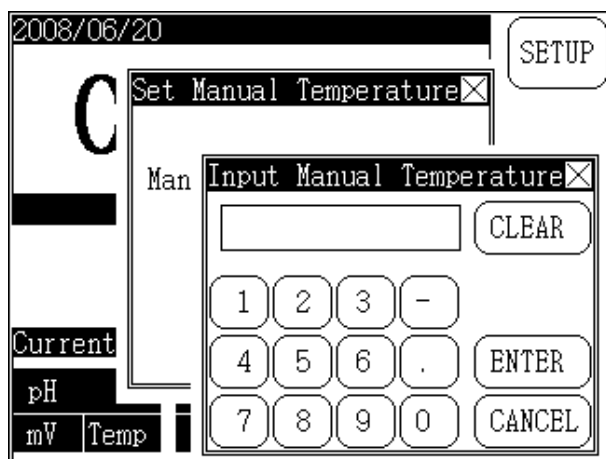 2008/06/20
SETUP
C
Set Manual Temperature
Man
Input Manual Temperature
CLEAR
1 2 3 -
4 5 6 . ENTER
7 8 9 0 CANCEL
Current
pH
mV Temp